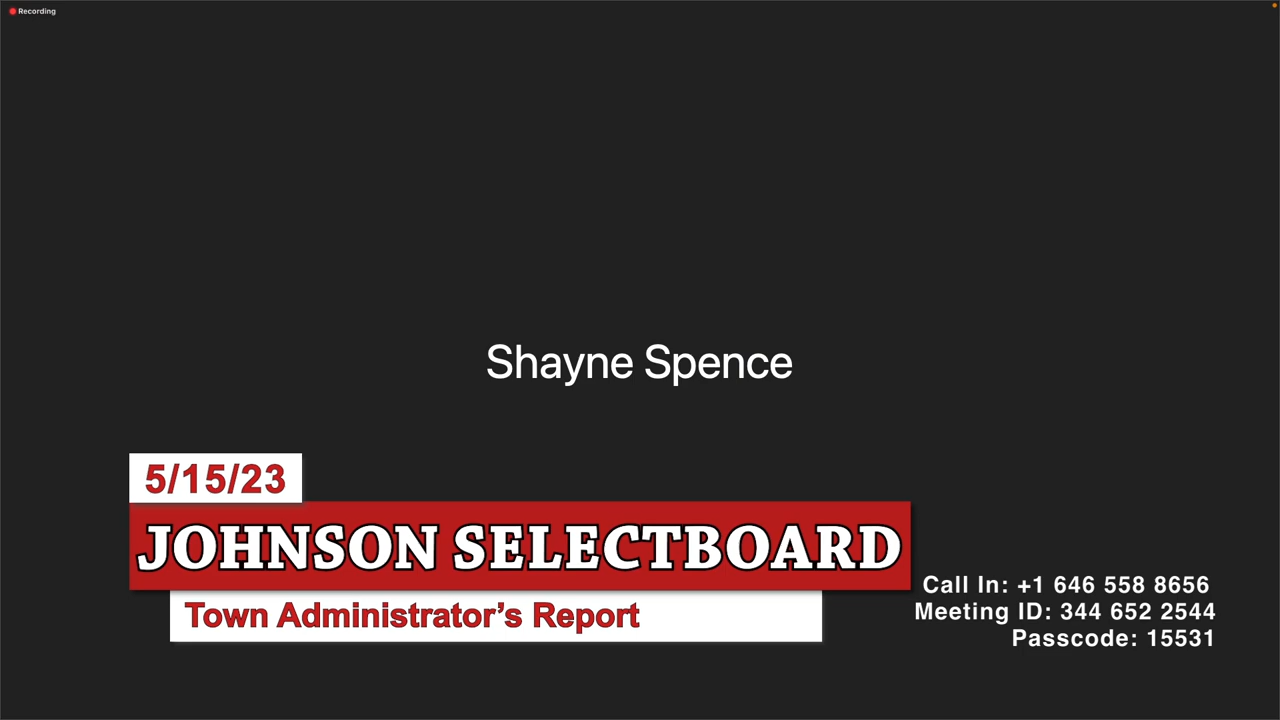 Recording
Shayne Spence
5/15/23
JOHNSON SELECTBOARD
Town Administrator’s Report
Call In: +1 646 558 8656
Meeting ID: 344 652 2544
Passcode: 15531